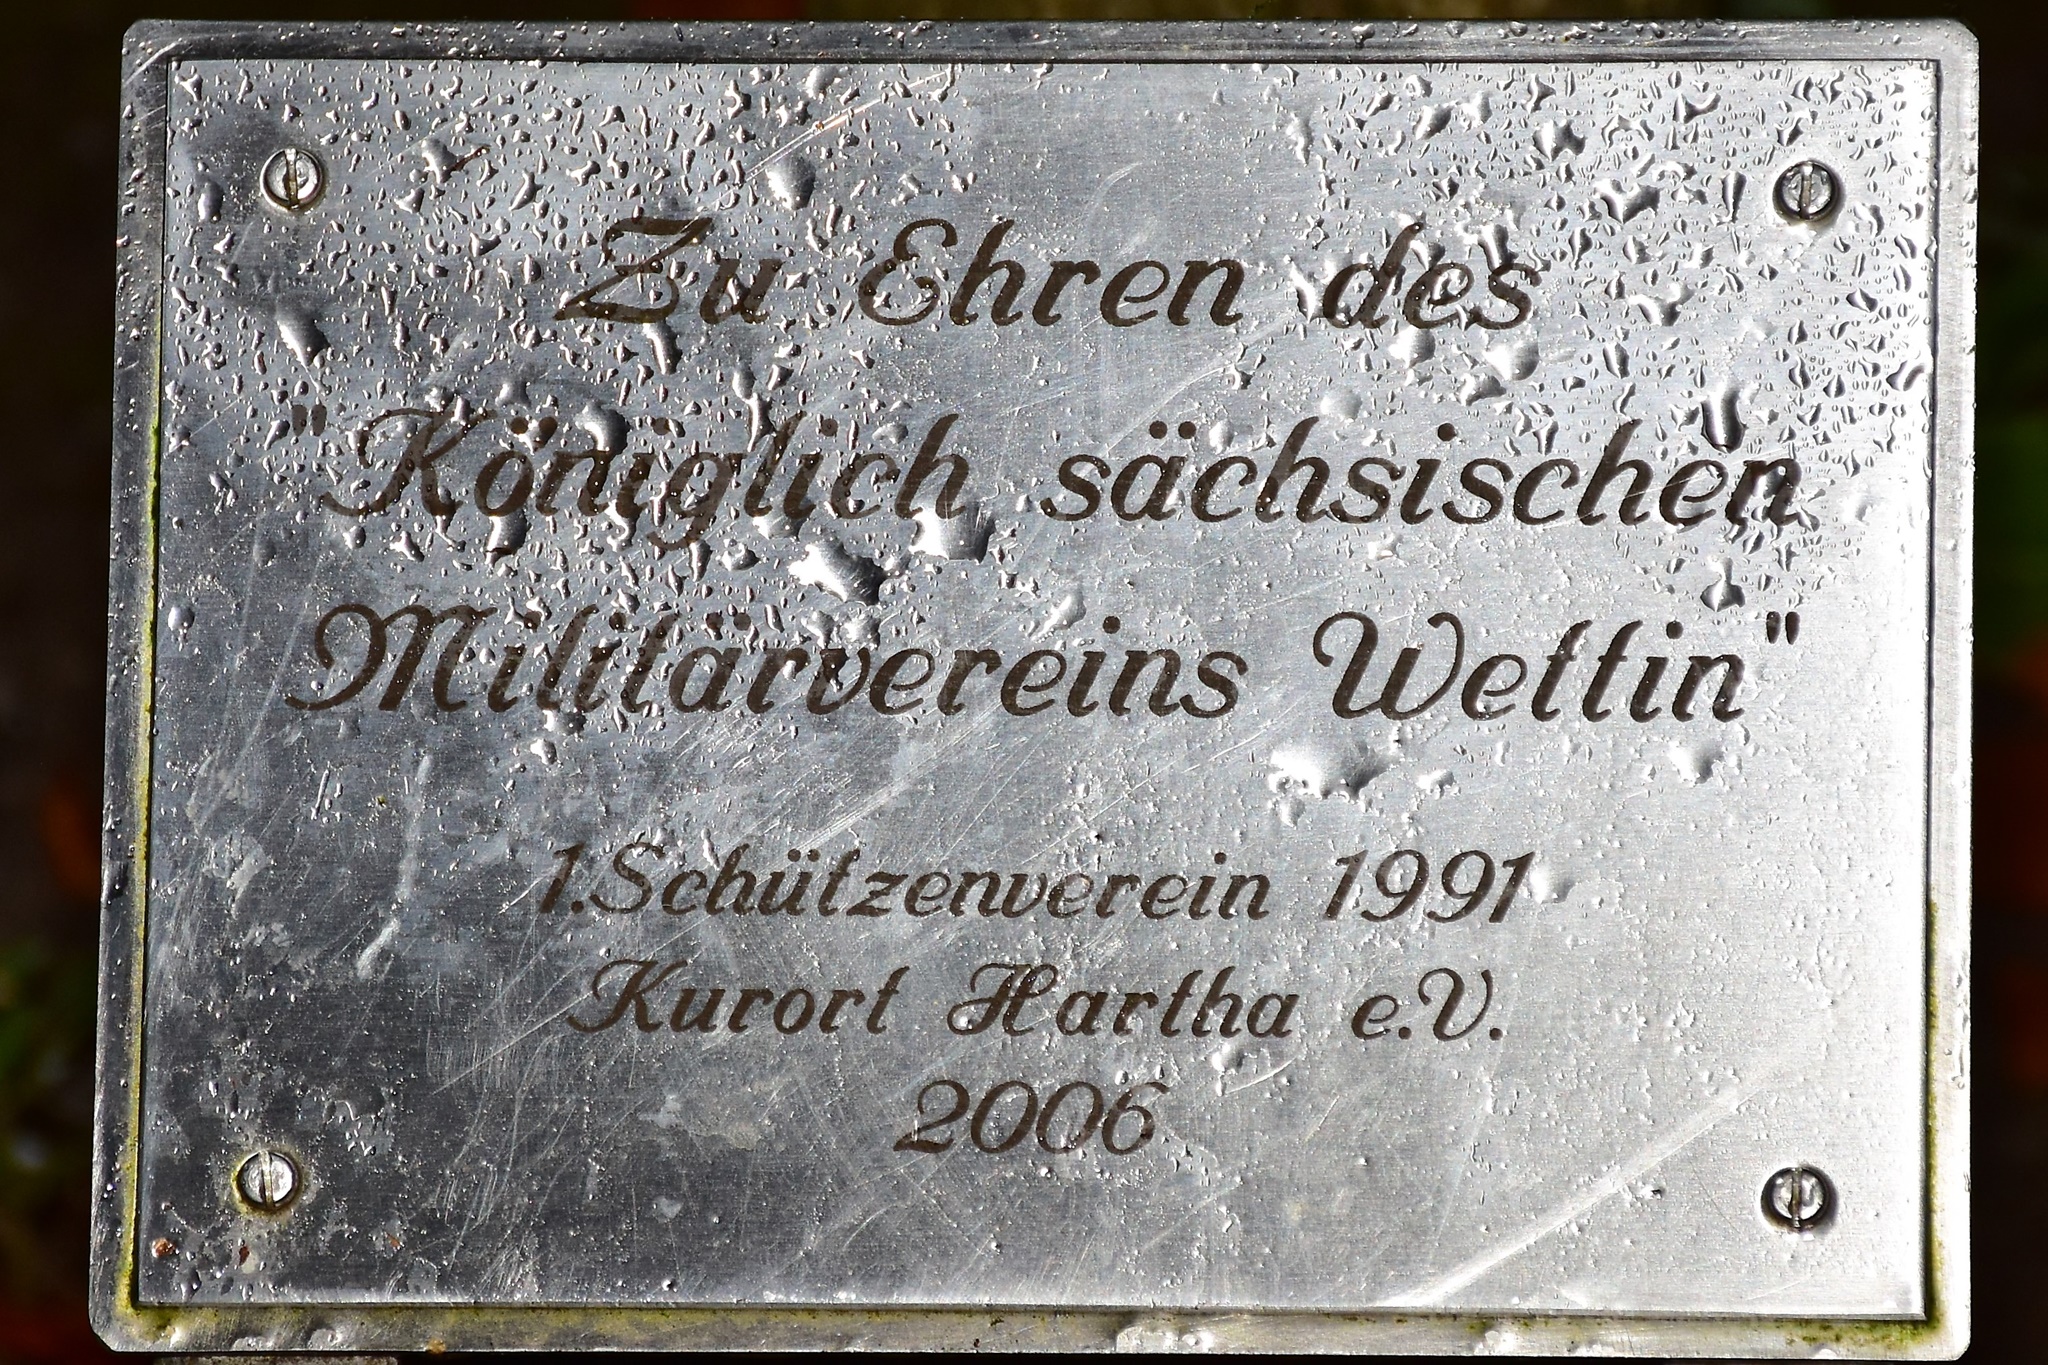 Zu Ehren des
"Königlich sächsischen
Militärvereins Wettin"
1.Schützenverein 1991
Kurort Hartha e.V.
2006